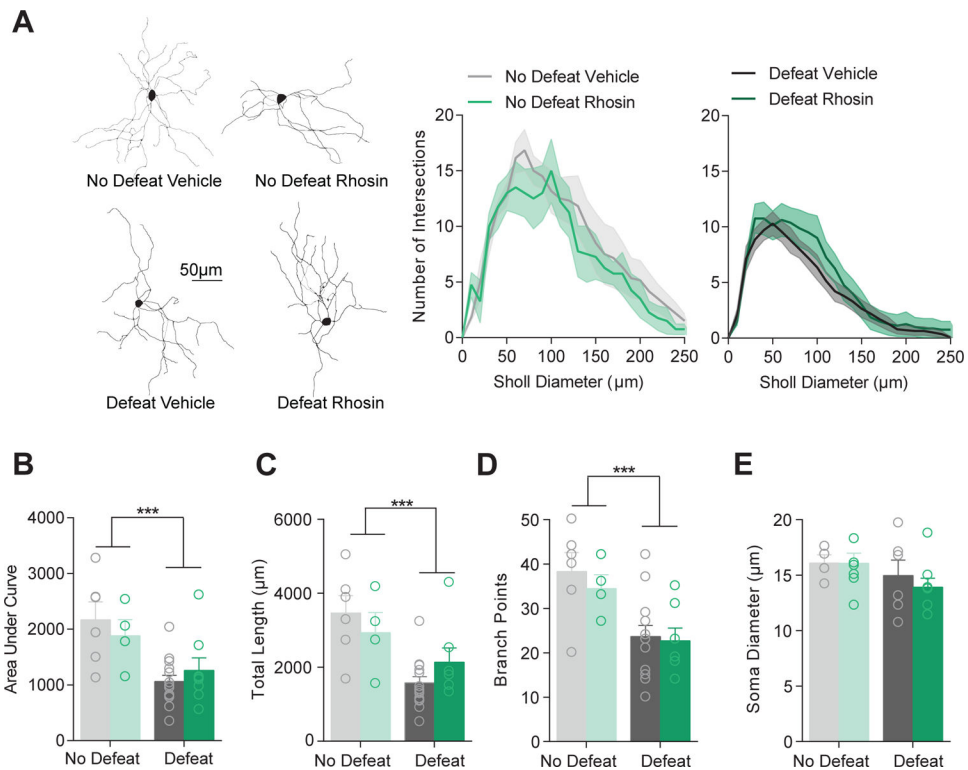 A
No Defeat Vehicle
No Defeat Rhosin
50µm
Defeat Vehicle
Defeat Rhosin
No Defeat Vehicle
No Defeat Rhosin
Number of Intersections
20
15
10
5
0
0 50 100 150 200 250
Sholl Diameter (µm)
Defeat Vehicle
Defeat Rhosin
20
15
10
5
0
0 50 100 150 200 250
Sholl Diameter (µm)
B
Area Under Curve
4000
3000
2000
1000
0
***
No Defeat Defeat
C
Total Length (µm)
6000
4000
2000
0
***
No Defeat Defeat
D
Branch Points
50
40
30
20
10
0
***
No Defeat Defeat
E
Soma Diameter (µm)
20
15
10
5
0
No Defeat Defeat